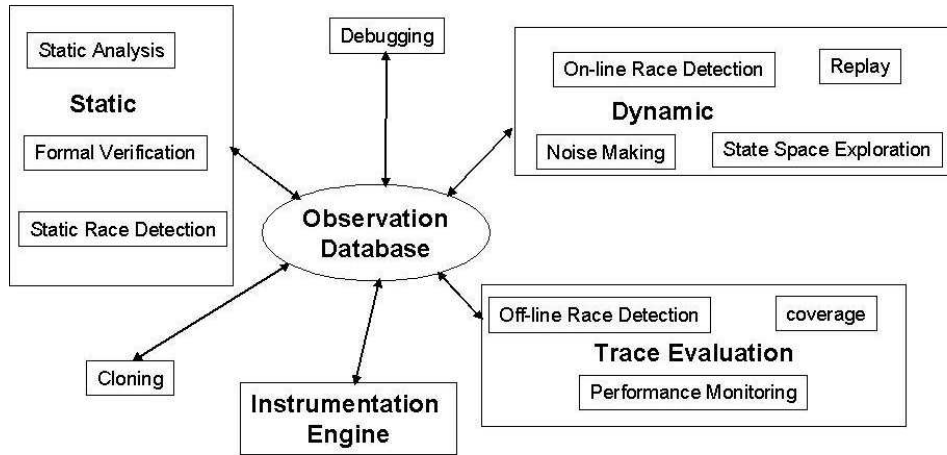 Static Analysis
Static
Formal Verification
Static Race Detection
Debugging
On-line Race Detection
Replay
Dynamic
Noise Making
State Space Exploration
Observation
Database
Cloning
Instrumentation
Engine
Off-line Race Detection
coverage
Trace Evaluation
Performance Monitoring